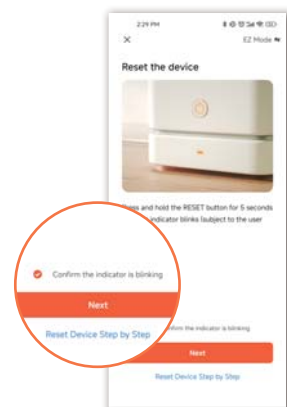 2:29 PM
EZ Mode
Reset the device
Press and hold the RESET button for 5 seconds
indicator blinks (subject to the user
Confirm the indicator is blinking
Next
Reset Device Step by Step
Confirm the indicator is blinking
Next
Reset Device Step by Step